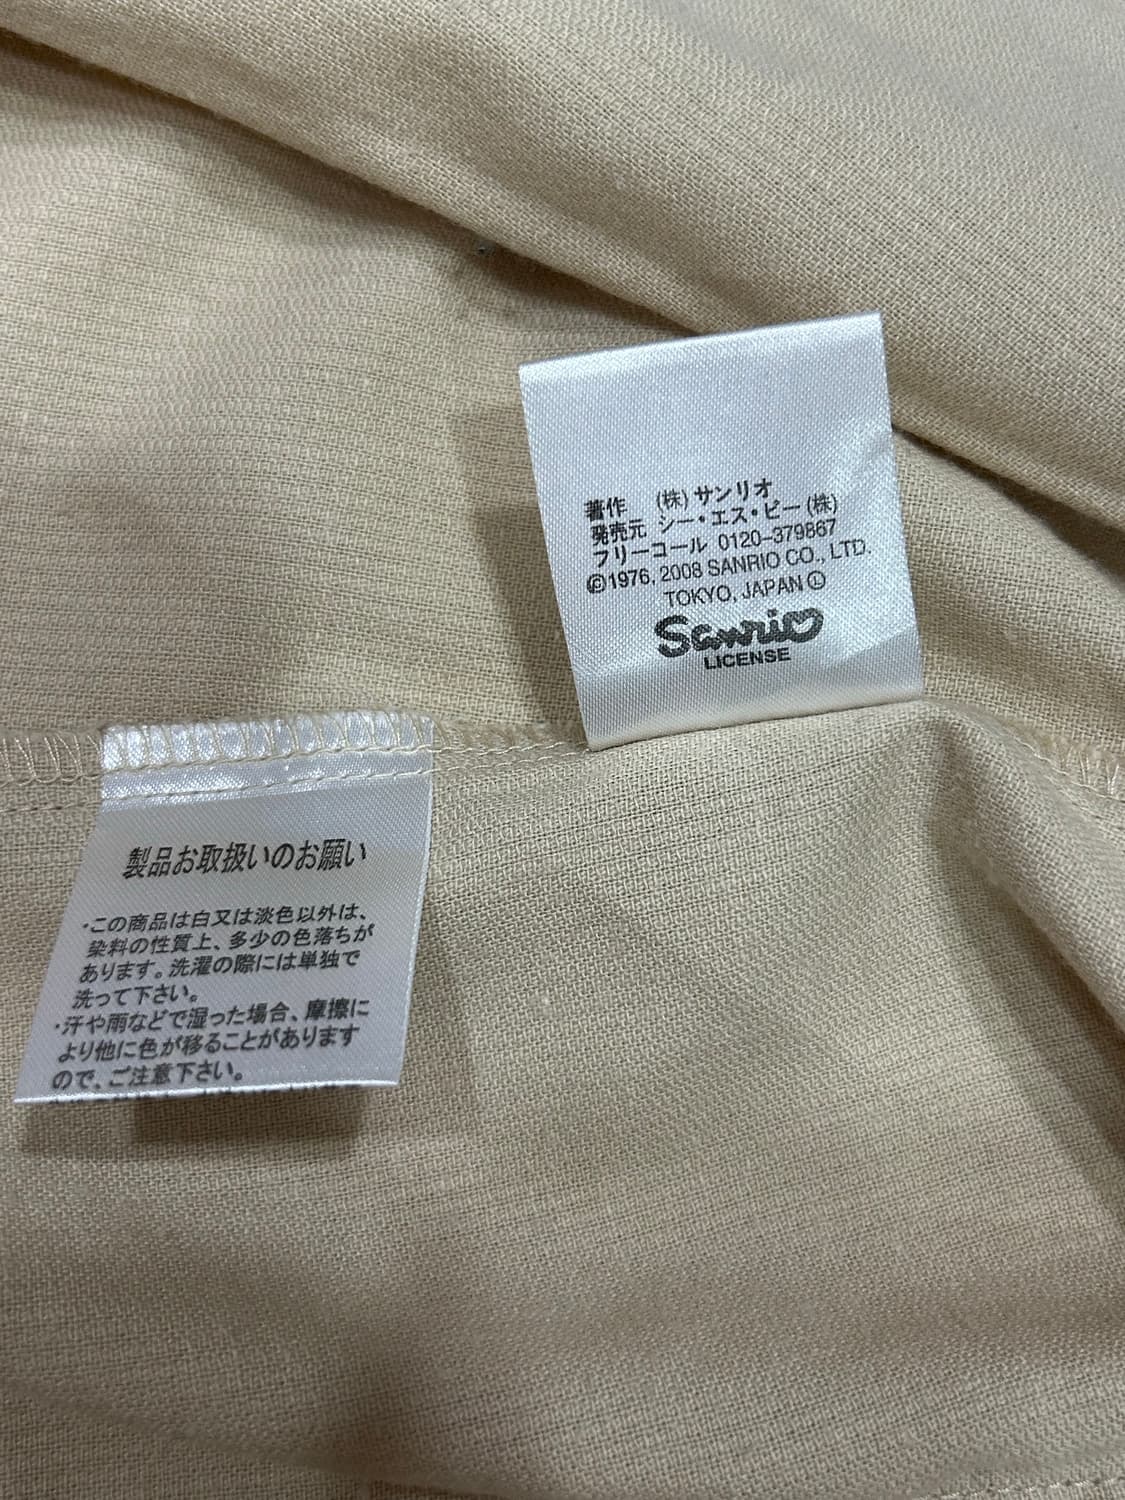 著作 (株)サンリオ
発売元 シー・エス・ビー(株)
フリーコール 0120-379867
©1976, 2008 SANRIO CO., LTD.
TOKYO, JAPAN Ⓛ
Sanrio
LICENSE
製品お取扱いのお願い
・この商品は白又は淡色以外は、
染料の性質上、多少の色落ちが
あります。洗濯の際には単独で
洗って下さい。
・汗や雨などで湿った場合、摩擦に
より他に色が移ることがあります
ので、ご注意下さい。